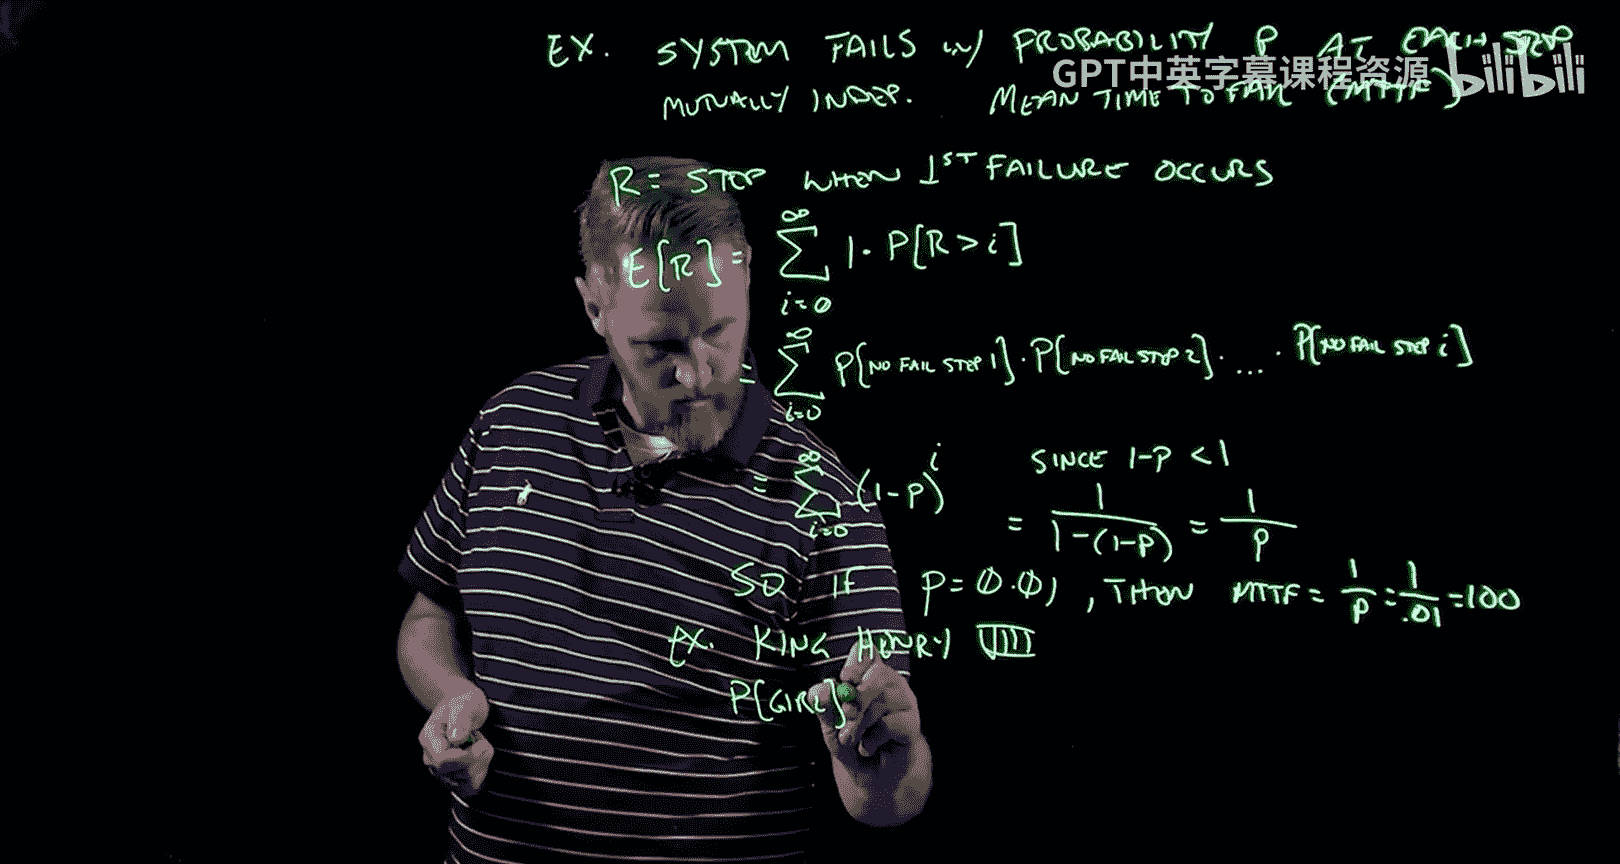 EX. SYSTEM FAILS w/ PROBABILITY P AT EACH STEP
GPT中英字幕课程资源 bilibili
MUTUALLY INDEP. MEAN TIME TO FAIL (MTTF)
R = STEP WHEN 1ST FAILURE OCCURS
E[R] = ∞ ∑ i=0 1· P[R > i]
= ∞ ∑ i=0 P[NO FAIL STEP 1] · P[NO FAIL STEP 2] · ... · P[NO FAIL STEP i]
= ∞ ∑ i=0 (1-P)^i SINCE 1-P < 1
= 1/(1-(1-P)) = 1/P
SO IF P = 0.01, THEN MTTF = 1/P = 1/.01 = 100
EX. KING HENRY VIII
P[GIRL]